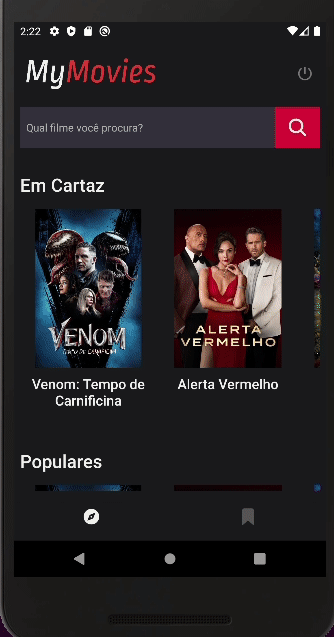 2:22
MyMovies
Qual filme você procura?
Em Cartaz
VENOM
TEMPO DE CARNIFICINA
ALERTA
VERMELHO
Venom: Tempo de
Carnificina
Alerta Vermelho
Populares